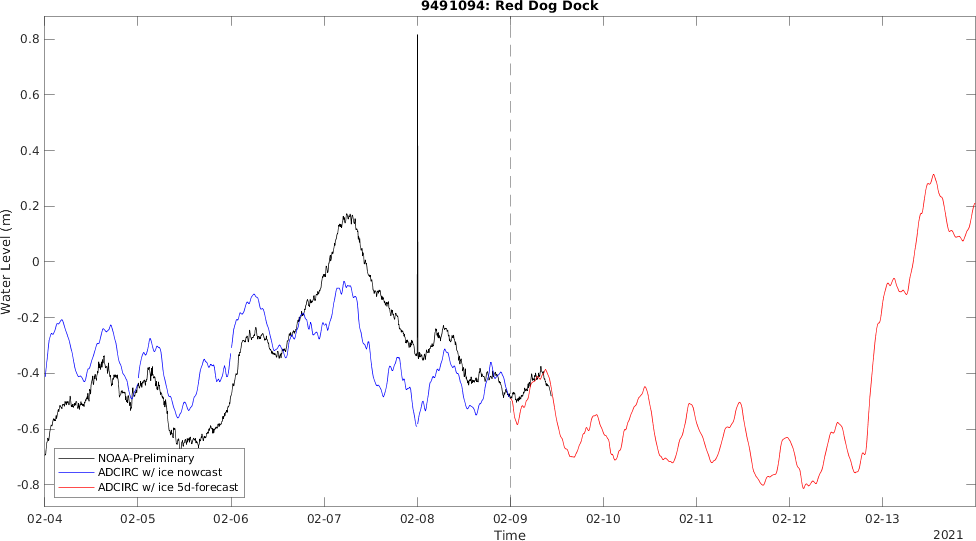 9491094: Red Dog Dock
0.8
0.6
0.4
0.2
0
-0.2
-0.4
-0.6
-0.8
Water Level (m)
NOAA-Preliminary
ADCIRC w/ ice nowcast
ADCIRC w/ ice 5d-forecast
02-04 02-05 02-06 02-07 02-08 02-09 02-10 02-11 02-12 02-13
Time
2021